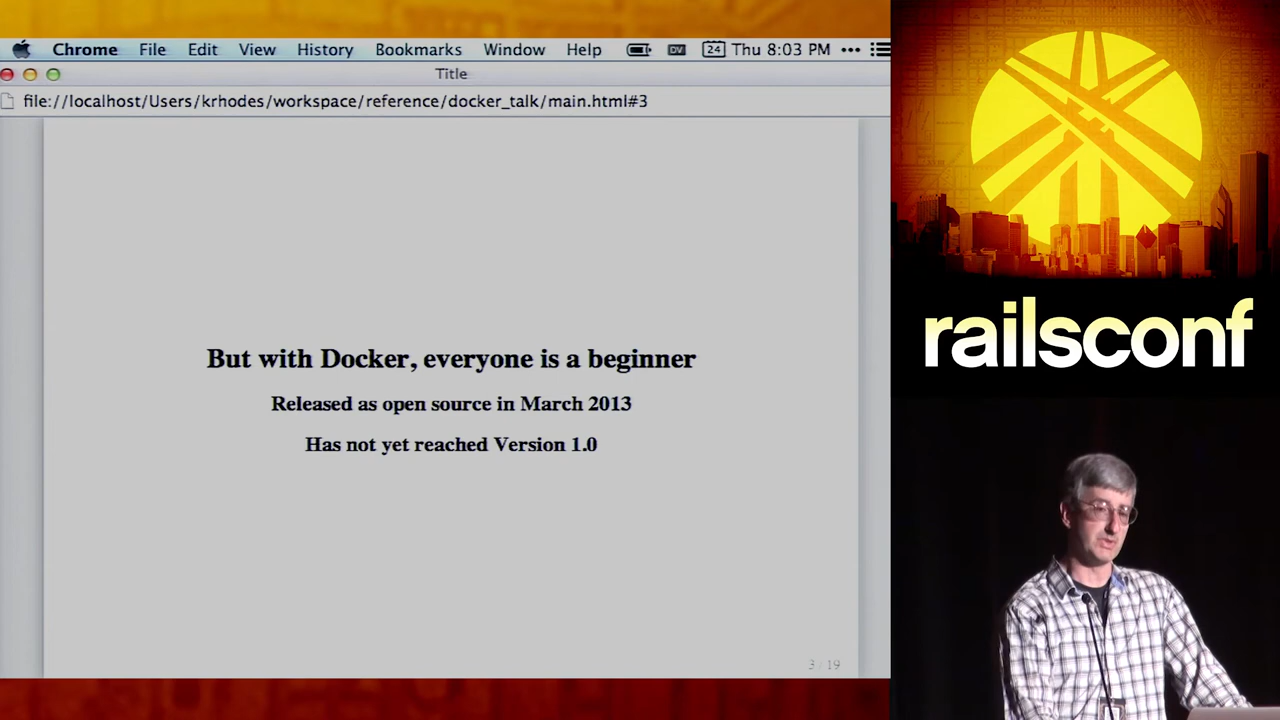 Chrome File Edit View History Bookmarks Window Help DV 24 Thu 8:03 PM
Title
file://localhost/Users/krhodes/workspace/reference/docker_talk/main.html#3
But with Docker, everyone is a beginner
Released as open source in March 2013
Has not yet reached Version 1.0
3 / 19
railsconf